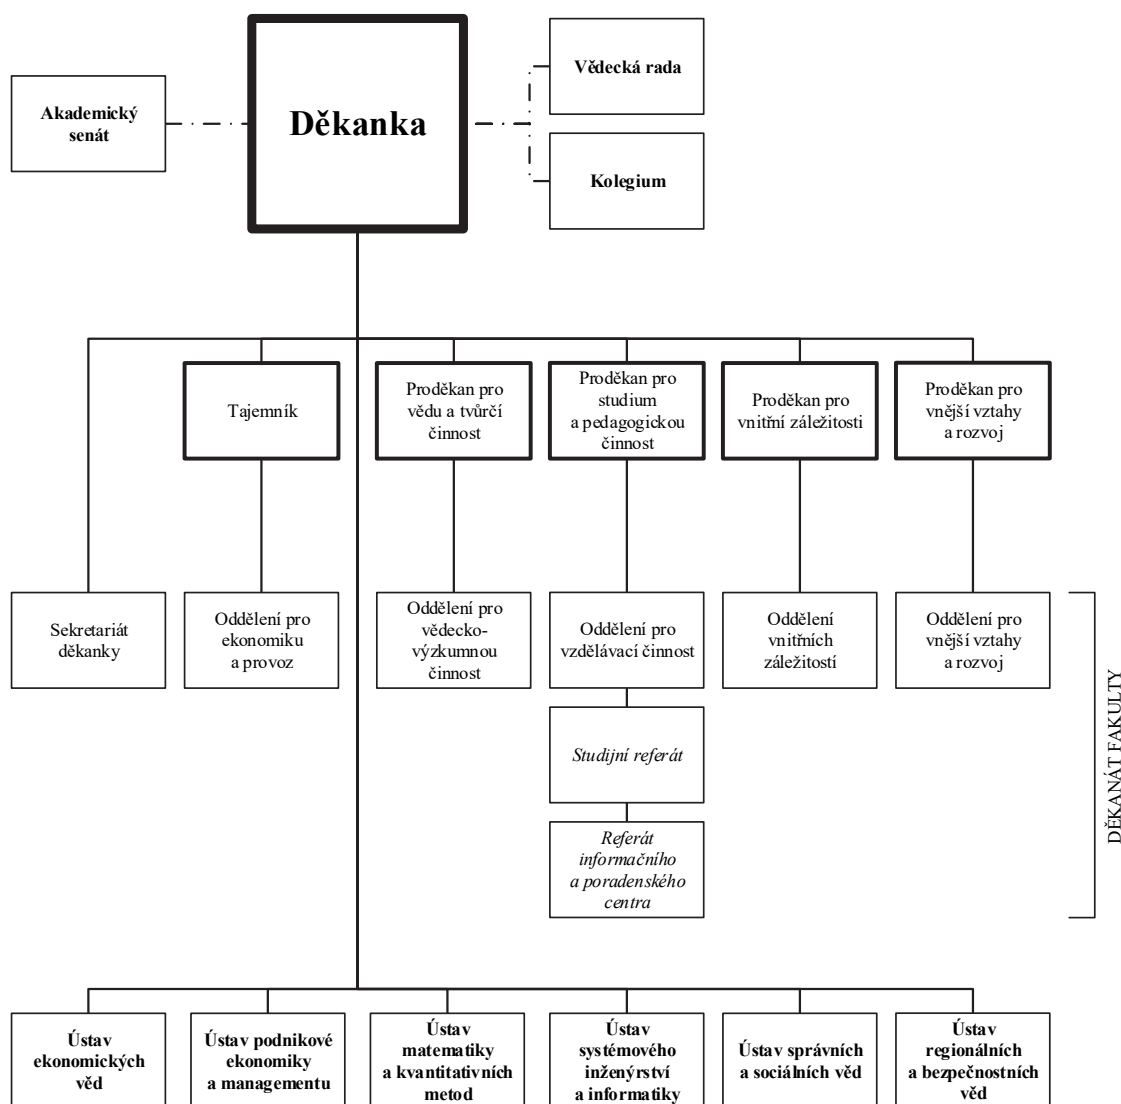 Akademický
senát
Děkanka
Vědecká rada
Kolegium
Tajemník
Proděkan pro
vědu a tvůrčí
činnost
Proděkan pro
studium
a pedagogickou
činnost
Proděkan pro
vnitřní záležitosti
Proděkan pro
vnější vztahy
a rozvoj
Sekretariát
děkanky
Oddělení pro
ekonomiku
a provoz
Oddělení pro
vědecko-
výzkumnou
činnost
Oddělení pro
vzdělávací činnost
Oddělení
vnitřních
záležitostí
Oddělení pro
vnější vztahy
a rozvoj
Studijní referát
Referát
informačního
a poradenského
centra
DĚKANÁT FAKULTY
Ústav
ekonomických
věd
Ústav podnikové
ekonomiky
a managementu
Ústav
matematiky
a kvantitativních
metod
Ústav
systémového
inženýrství
a informatiky
Ústav správních
a sociálních věd
Ústav
regionálních
a bezpečnostních
věd